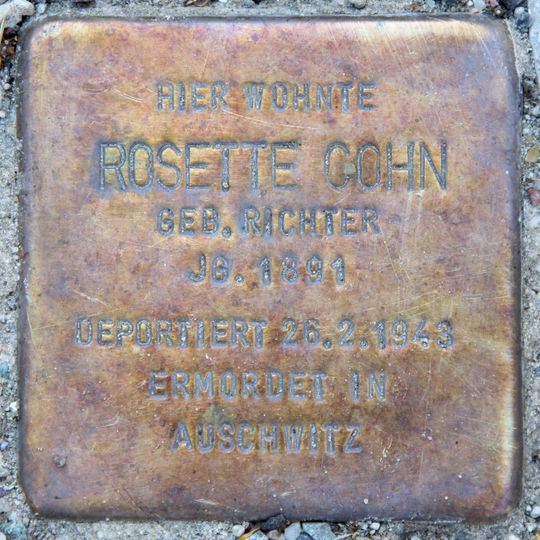 HIER WOHNTE
ROSETTE COHN
GEB. RICHTER
JG. 1891
DEPORTIERT 26.2.1943
ERMORDET IN
AUSCHWITZ